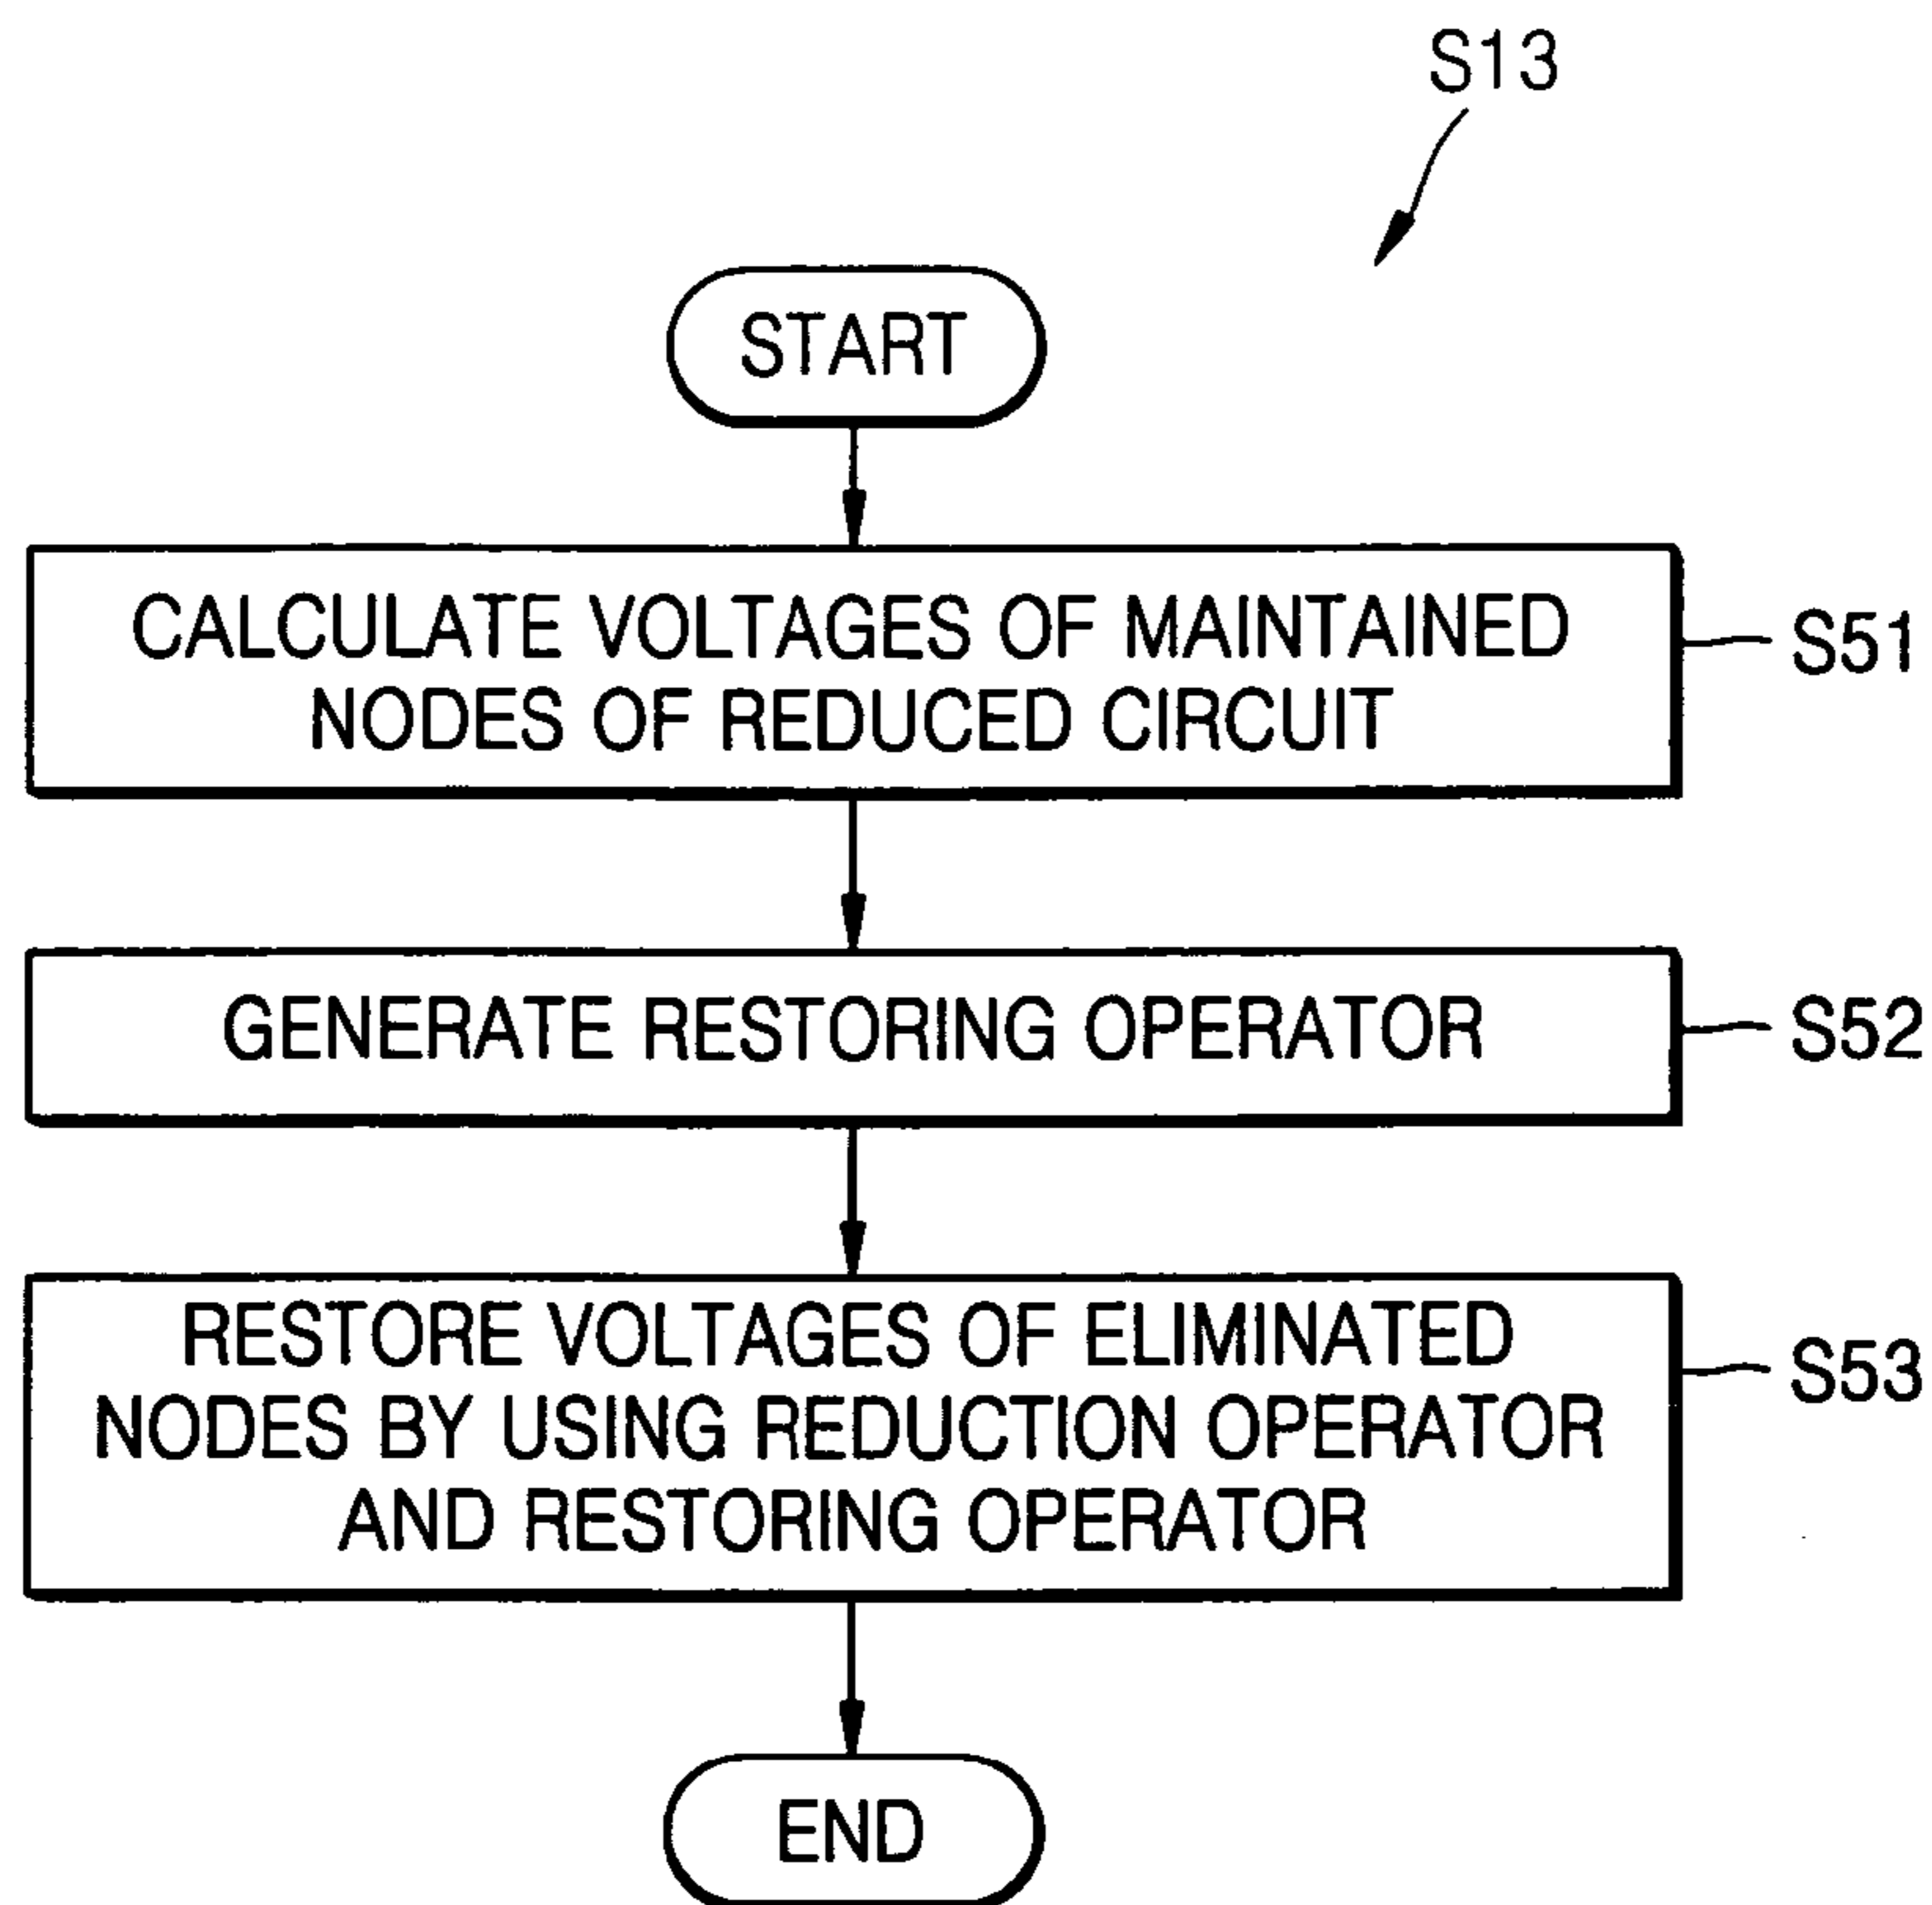 S13
START
CALCULATE VOLTAGES OF MAINTAINED
NODES OF REDUCED CIRCUIT
S51
GENERATE RESTORING OPERATOR
S52
RESTORE VOLTAGES OF ELIMINATED
NODES BY USING REDUCTION OPERATOR
AND RESTORING OPERATOR
S53
END